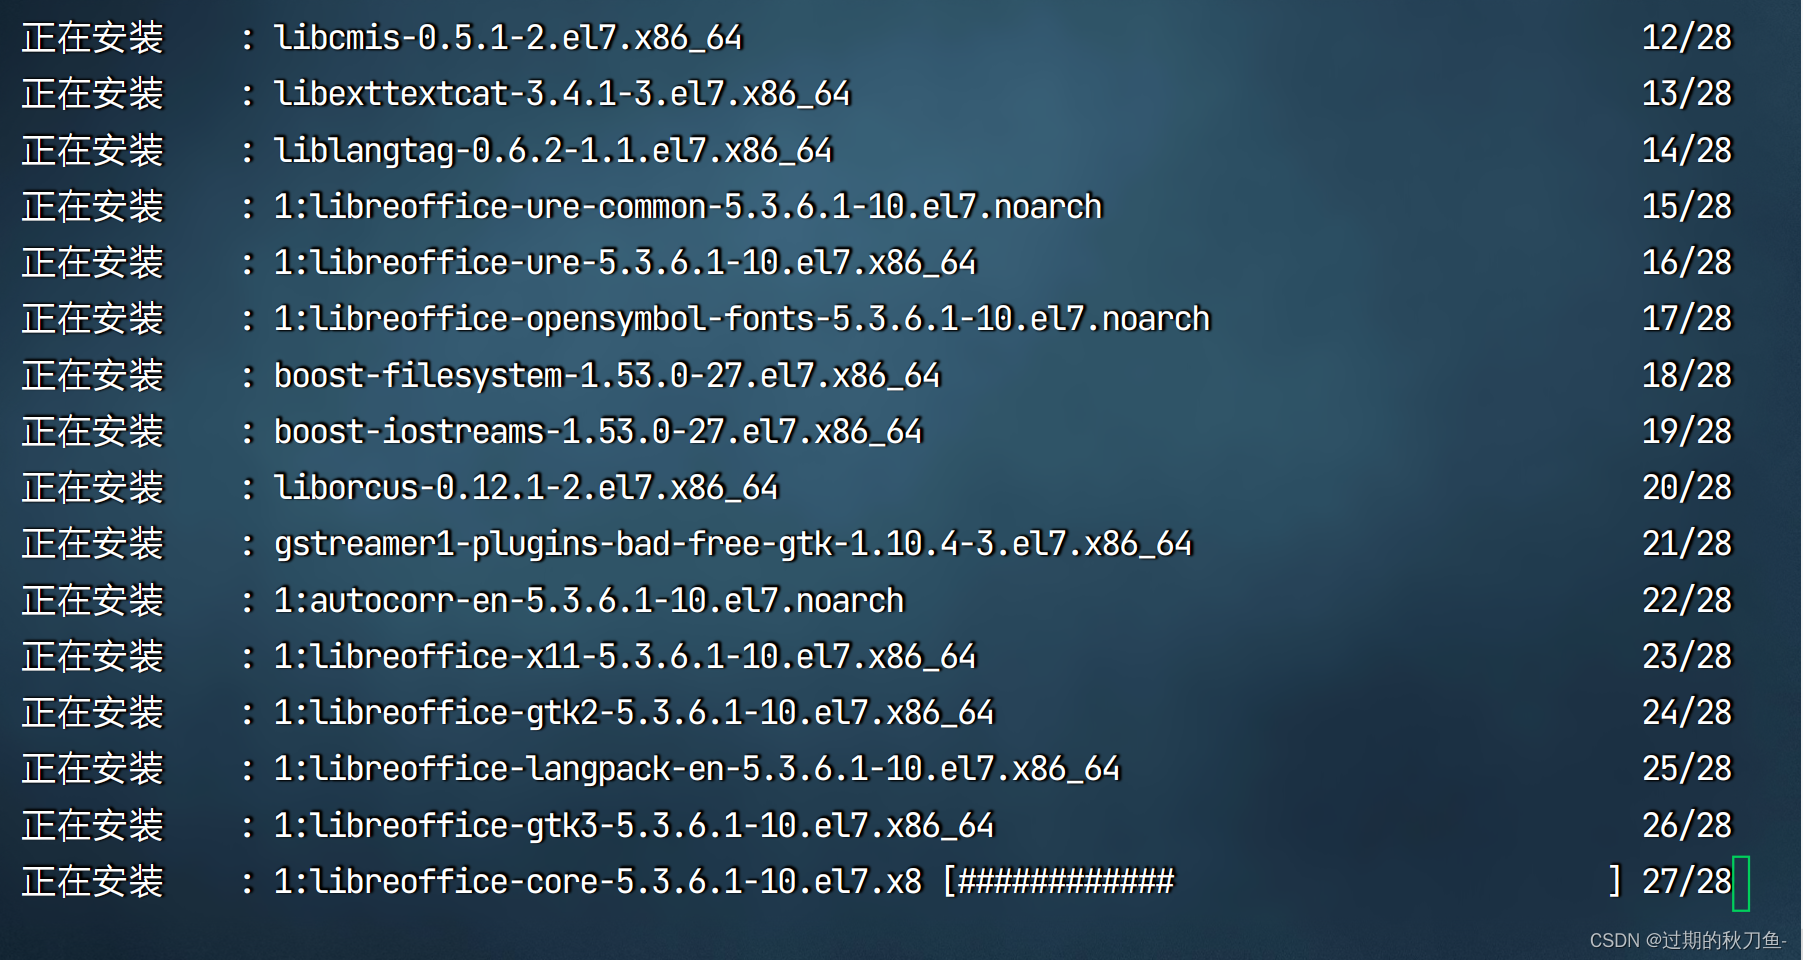 正在安装    : libcmis-0.5.1-2.el7.x86_64    12/28
正在安装    : libexttextcat-3.4.1-3.el7.x86_64    13/28
正在安装    : liblangtag-0.6.2-1.1.el7.x86_64    14/28
正在安装    : 1:libreoffice-ure-common-5.3.6.1-10.el7.noarch    15/28
正在安装    : 1:libreoffice-ure-5.3.6.1-10.el7.x86_64    16/28
正在安装    : 1:libreoffice-opensymbol-fonts-5.3.6.1-10.el7.noarch    17/28
正在安装    : boost-filesystem-1.53.0-27.el7.x86_64    18/28
正在安装    : boost-iostreams-1.53.0-27.el7.x86_64    19/28
正在安装    : liborcus-0.12.1-2.el7.x86_64    20/28
正在安装    : gstreamer1-plugins-bad-free-gtk-1.10.4-3.el7.x86_64    21/28
正在安装    : 1:autocorr-en-5.3.6.1-10.el7.noarch    22/28
正在安装    : 1:libreoffice-x11-5.3.6.1-10.el7.x86_64    23/28
正在安装    : 1:libreoffice-gtk2-5.3.6.1-10.el7.x86_64    24/28
正在安装    : 1:libreoffice-langpack-en-5.3.6.1-10.el7.x86_64    25/28
正在安装    : 1:libreoffice-gtk3-5.3.6.1-10.el7.x86_64    26/28
正在安装    : 1:libreoffice-core-5.3.6.1-10.el7.x8 [############                        ] 27/28
CSDN @过期的秋刀鱼-